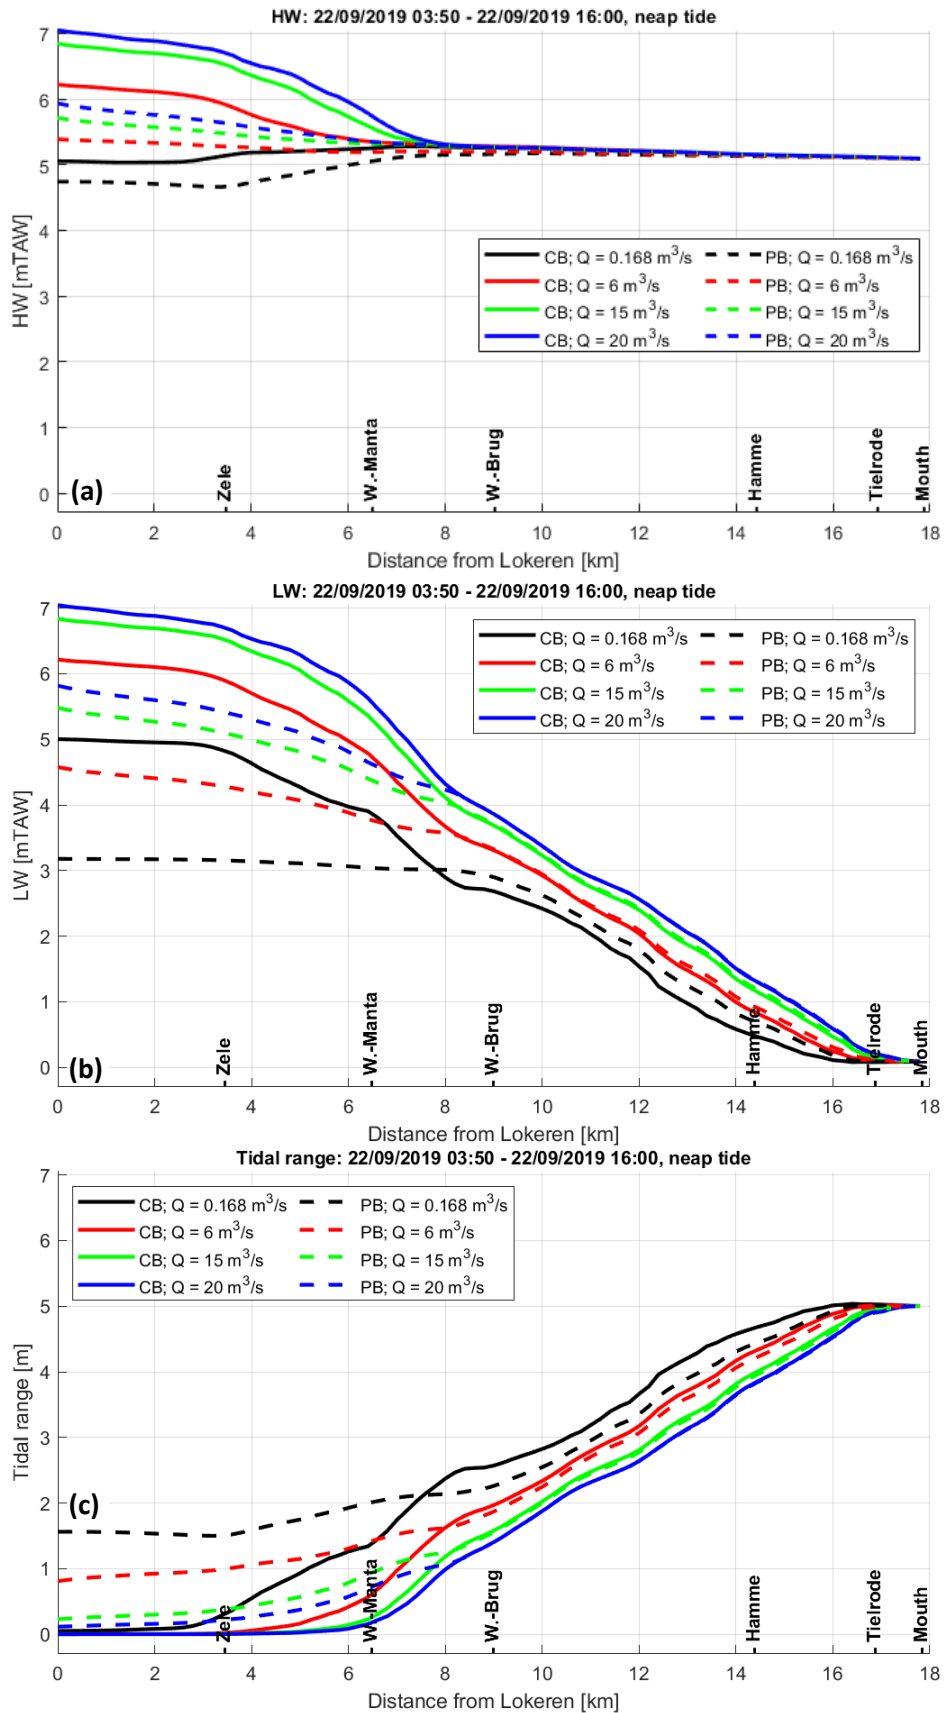 HW: 22/09/2019 03:50 - 22/09/2019 16:00, neap tide
7
6
5
4
3
2
1
0
HW [mTAW]
CB; Q = 0.168 m³/s PB; Q = 0.168 m³/s
CB; Q = 6 m³/s PB; Q = 6 m³/s
CB; Q = 15 m³/s PB; Q = 15 m³/s
CB; Q = 20 m³/s PB; Q = 20 m³/s
(a)
Zele W.-Manta W.-Brug Hamme Tielrode Mouth
0 2 4 6 8 10 12 14 16 18
Distance from Lokeren [km]
LW: 22/09/2019 03:50 - 22/09/2019 16:00, neap tide
7
6
5
4
3
2
1
0
LW [mTAW]
CB; Q = 0.168 m³/s PB; Q = 0.168 m³/s
CB; Q = 6 m³/s PB; Q = 6 m³/s
CB; Q = 15 m³/s PB; Q = 15 m³/s
CB; Q = 20 m³/s PB; Q = 20 m³/s
(b)
Zele W.-Manta W.-Brug Hamme Tielrode Mouth
0 2 4 6 8 10 12 14 16 18
Distance from Lokeren [km]
Tidal range: 22/09/2019 03:50 - 22/09/2019 16:00, neap tide
7
6
5
4
3
2
1
0
Tidal range [m]
CB; Q = 0.168 m³/s PB; Q = 0.168 m³/s
CB; Q = 6 m³/s PB; Q = 6 m³/s
CB; Q = 15 m³/s PB; Q = 15 m³/s
CB; Q = 20 m³/s PB; Q = 20 m³/s
(c)
Zele W.-Manta W.-Brug Hamme Tielrode Mouth
0 2 4 6 8 10 12 14 16 18
Distance from Lokeren [km]